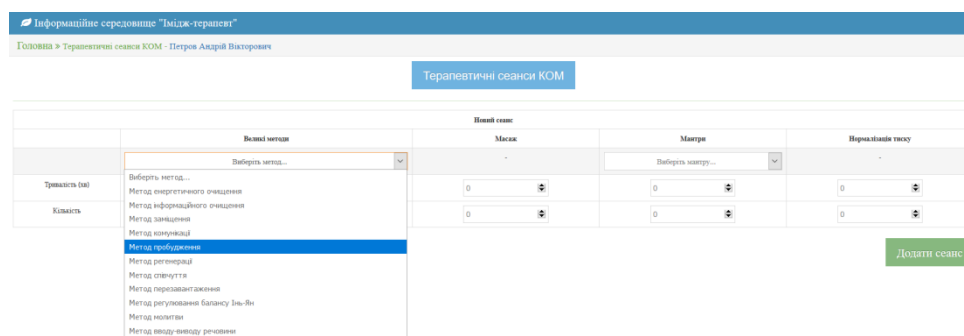 Інформаційне середовище "Імідж-терапевт"
Головна » Терапевтичні сеанси КОМ - Петров Андрій Вікторович
Терапевтичні сеанси КОМ
Новий сеанс
Великі методи Масаж Мантри Нормалізація тиску
Виберіть метод... - Виберіть мантру... -
Виберіть метод...
Тривалість (хв) 0 0 0
Метод енергетичного очищення
Метод інформаційного очищення
Кількість 0 0 0
Метод заміщення
Метод комунікації
Метод пробудження
Додати сеанс
Метод регенерації
Метод співчуття
Метод перезавантаження
Метод регулювання балансу Інь-Ян
Метод молитви
Метод вводу-виводу речовини